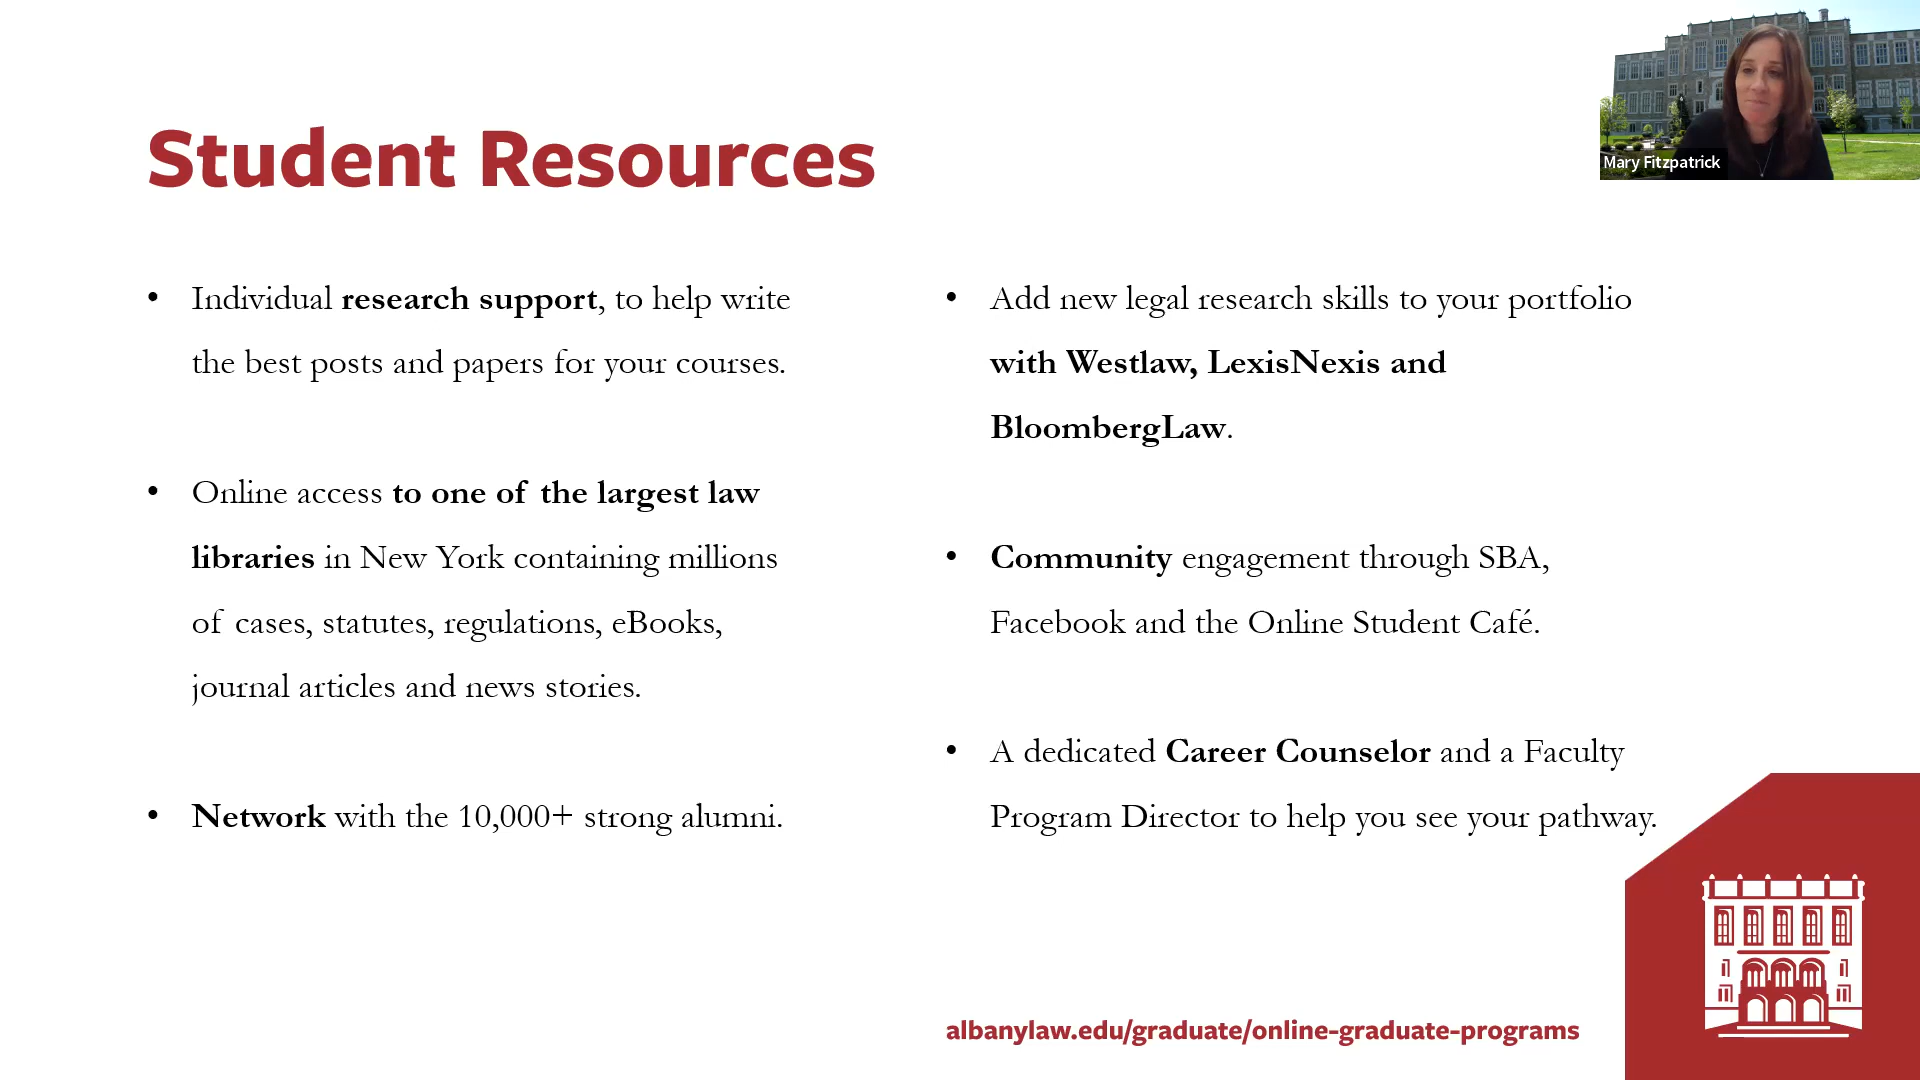 Student Resources
Mary Fitzpatrick
• Individual research support, to help write
the best posts and papers for your courses.
• Online access to one of the largest law
libraries in New York containing millions
of cases, statutes, regulations, eBooks,
journal articles and news stories.
• Network with the 10,000+ strong alumni.
• Add new legal research skills to your portfolio
with Westlaw, LexisNexis and
BloombergLaw.
• Community engagement through SBA,
Facebook and the Online Student Café.
• A dedicated Career Counselor and a Faculty
Program Director to help you see your pathway.
albanylaw.edu/graduate/online-graduate-programs